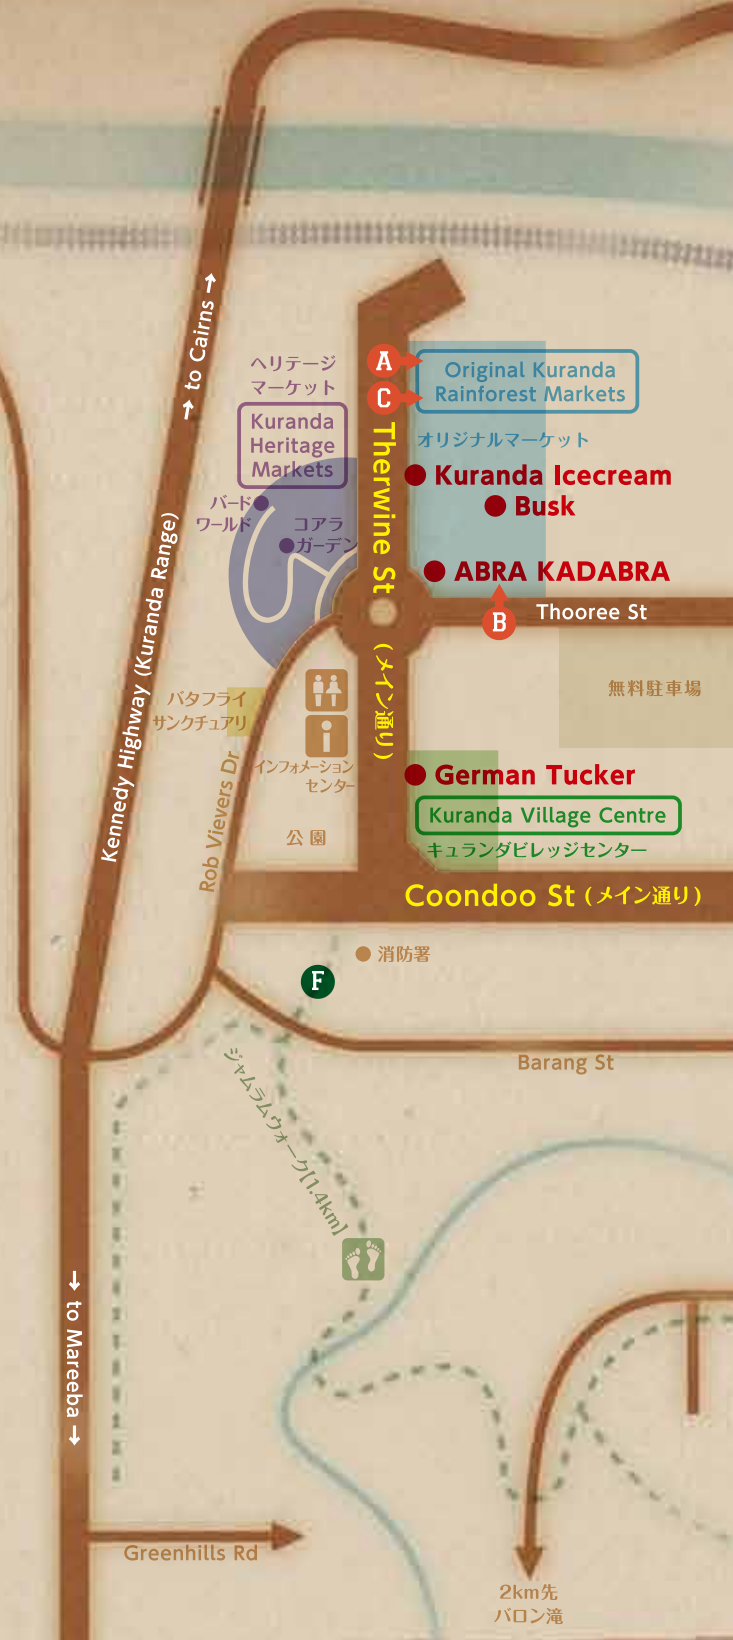 ← to Cairns →
ヘリテージ
マーケット
Kuranda
Heritage
Markets
A
C
Original Kuranda
Rainforest Markets
オリジナルマーケット
Therwine St
(メイン通り)
Kuranda Icecream
Busk
バード
ワールド
コアラ
ガーデン
ABRA KADABRA
B
Thooree St
Kennedy Highway (Kuranda Range)
無料駐車場
バタフライ
サンクチュアリ
i
インフォメーション
センター
Rob Vievers Dr
公園
German Tucker
Kuranda Village Centre
キュランダビレッジセンター
Coondoo St (メイン通り)
消防署
F
Barang St
ジャムラムウォーク[1.4km]
→ to Mareeba →
Greenhills Rd
2km先
バロン滝